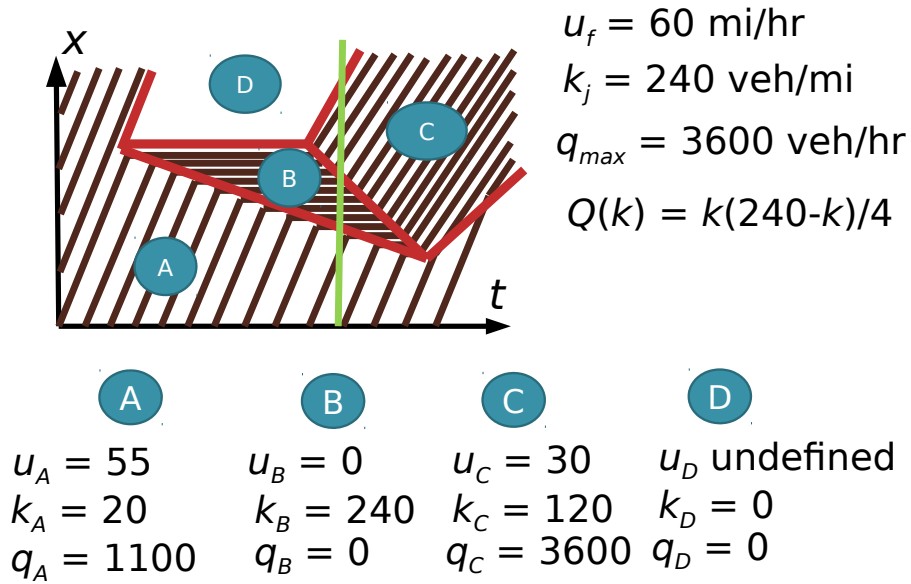 x
D
C
B
A
t
u_f = 60 mi/hr
k_j = 240 veh/mi
q_max = 3600 veh/hr
Q(k) = k(240-k)/4
A B C D
u_A = 55 u_B = 0 u_C = 30 u_D undefined
k_A = 20 k_B = 240 k_C = 120 k_D = 0
q_A = 1100 q_B = 0 q_C = 3600 q_D = 0